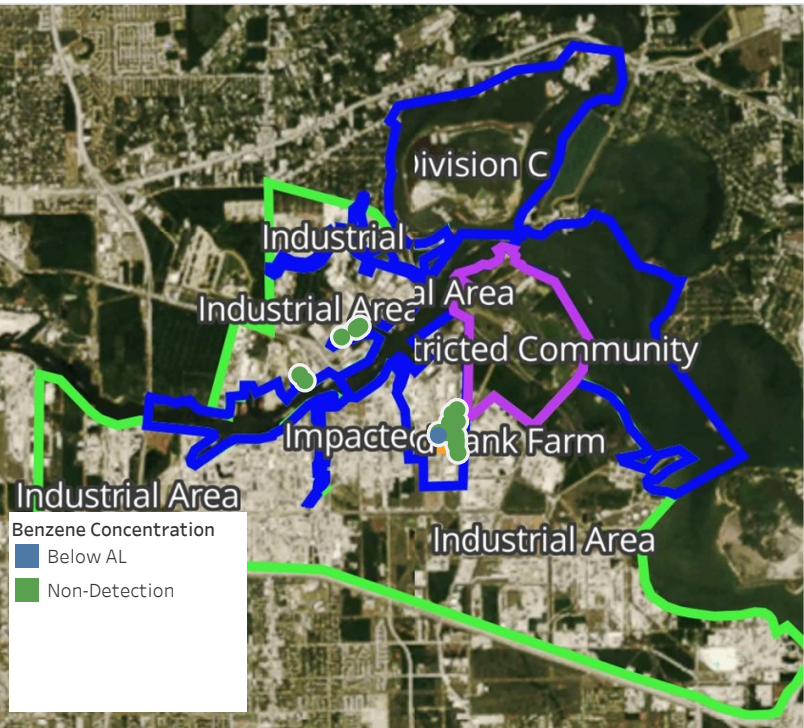 Division C
Industrial
al Area
Industrial Area
tricted Community
Impacted
ank Farm
Industrial Area
Industrial Area
Benzene Concentration
Below AL
Non-Detection